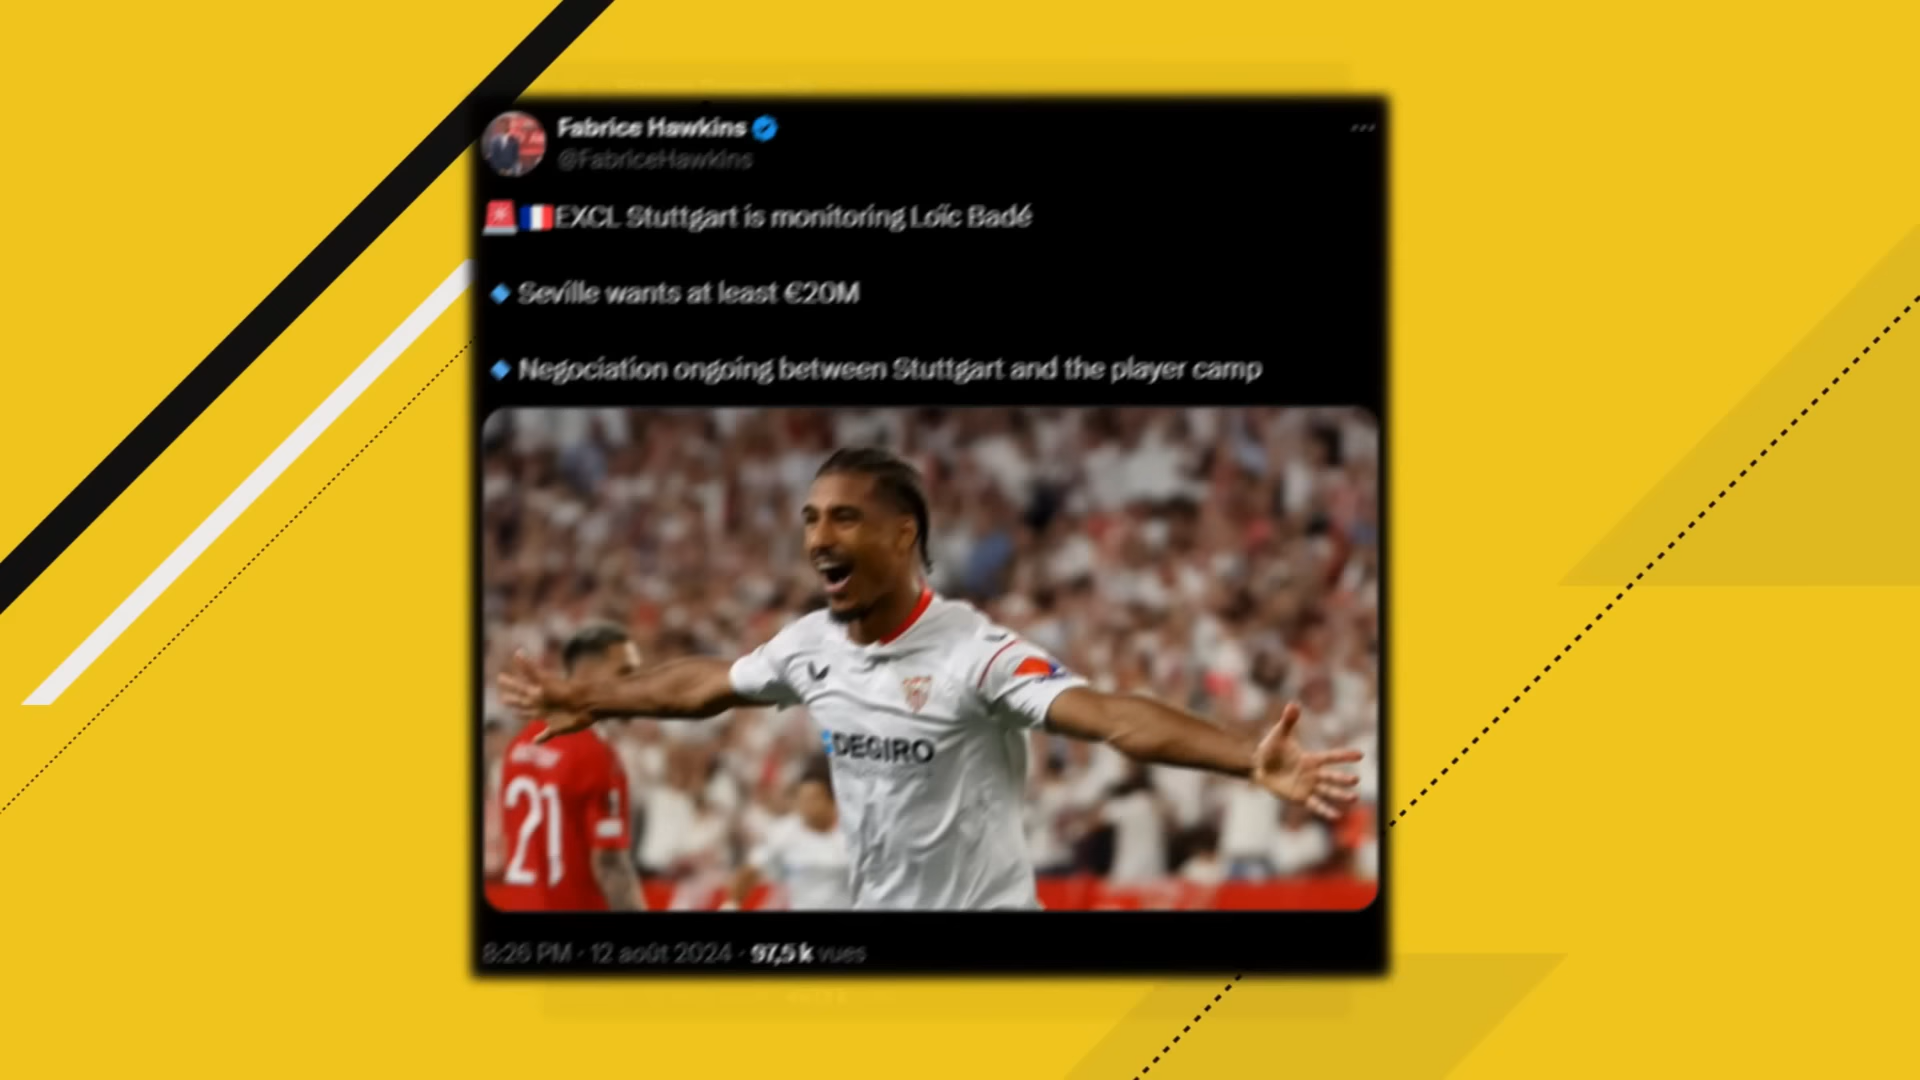 Fabrice Hawkins
@FabriceHawkins
🚨🇫🇷EXCL Stuttgart is monitoring Loïc Badé
🔹Seville wants at least €20M
🔹Negociation ongoing between Stuttgart and the player camp
21
DEGIRO
8:26 PM · 12 août 2024 · 97,5 k vues